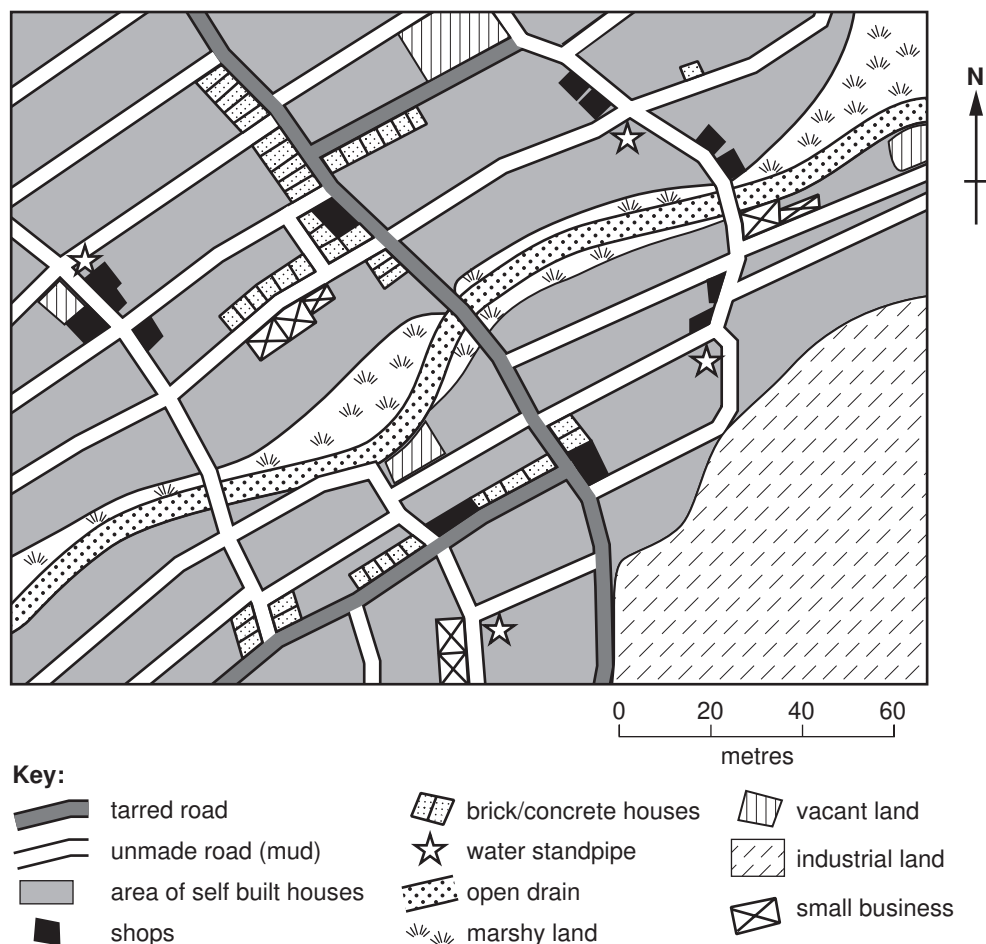 N
0 20 40 60
metres
Key:
tarred road
unmade road (mud)
area of self built houses
shops
brick/concrete houses
water standpipe
open drain
marshy land
vacant land
industrial land
small business